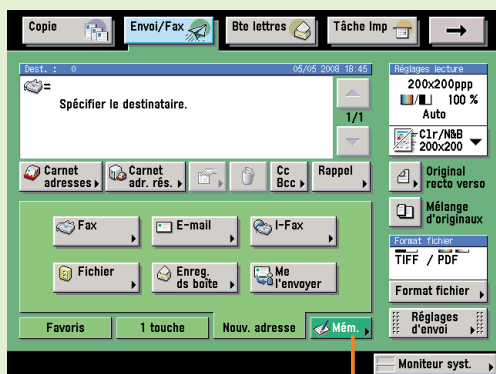 Copie
Envoi/Fax
Bte lettres
Tâche Imp
Dest. : 0
05/05 2008 18:45
=
Spécifier le destinataire.
1/1
Carnet
adresses
Carnet
adr. rés.
Cc
Bcc
Rappel
Fax
E-mail
I-Fax
Fichier
Enreg.
ds boîte
Me
l'envoyer
Favoris
1 touche
Nouv. adresse
Mém.
Réglages lecture
200x200ppp
100 %
Auto
Clr/N&B
200x200
Original
recto verso
Mélange
d'originaux
Format fichier
TIFF / PDF
Format fichier
Réglages
d'envoi
Moniteur syst.